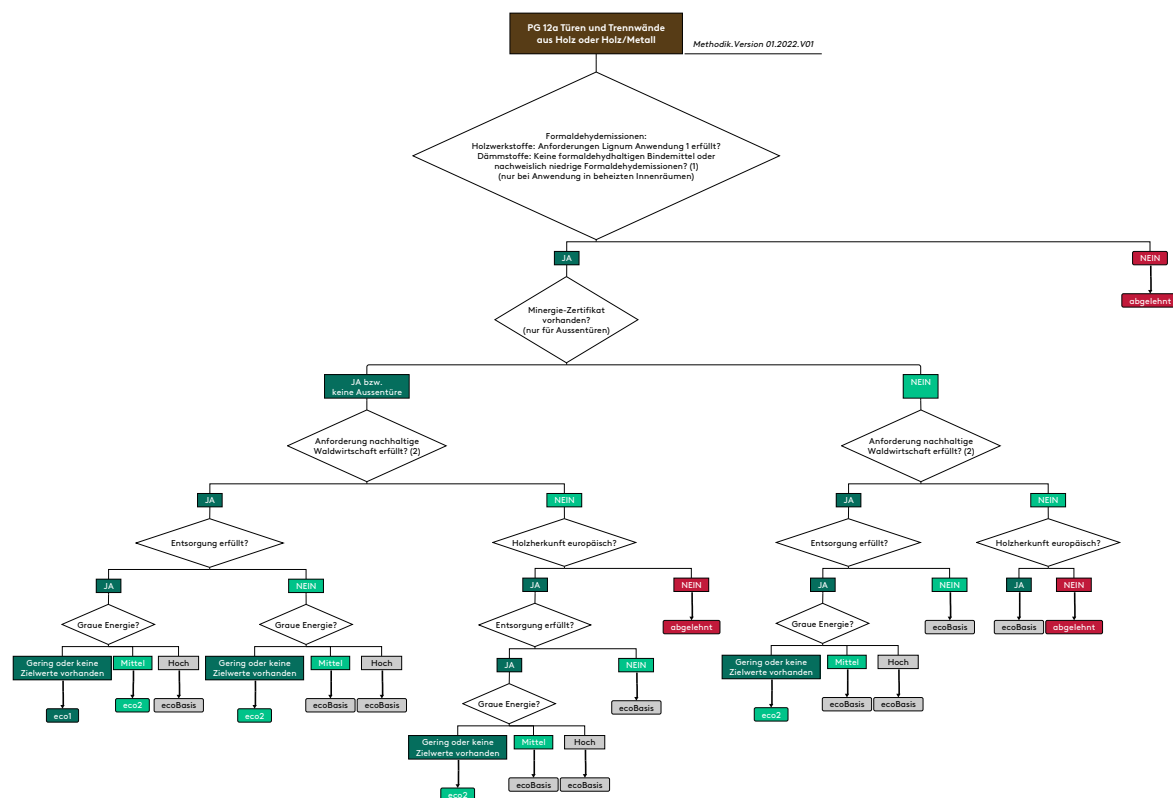 PG 12a Türen und Trennwände
aus Holz oder Holz/Metall
Methodik.Version 01.2022.V01
Formaldehydemissionen:
Holzwerkstoffe: Anforderungen Lignum Anwendung 1 erfüllt?
Dämmstoffe: Keine formaldehydhaltigen Bindemittel oder
nachweislich niedrige Formaldehydemissionen? (1)
(nur bei Anwendung in beheizten Innenräumen)
JA
NEIN
abgelehnt
Minergie-Zertifikat
vorhanden?
(nur für Aussentüren)
JA bzw.
keine Aussentüre
NEIN
Anforderung nachhaltige
Waldwirtschaft erfüllt? (2)
Anforderung nachhaltige
Waldwirtschaft erfüllt? (2)
JA
NEIN
JA
NEIN
Entsorgung erfüllt?
Holzherkunft europäisch?
Entsorgung erfüllt?
Holzherkunft europäisch?
JA
NEIN
JA
NEIN
JA
NEIN
JA
NEIN
Graue Energie?
Graue Energie?
Entsorgung erfüllt?
abgelehnt
Graue Energie?
ecoBasis
ecoBasis
abgelehnt
Gering oder keine
Zielwerte vorhanden
Mittel
Hoch
Gering oder keine
Zielwerte vorhanden
Mittel
Hoch
JA
NEIN
Gering oder keine
Zielwerte vorhanden
Mittel
Hoch
eco1
eco2
ecoBasis
eco2
ecoBasis
ecoBasis
Graue Energie?
ecoBasis
eco2
ecoBasis
ecoBasis
Gering oder keine
Zielwerte vorhanden
Mittel
Hoch
eco2
ecoBasis
ecoBasis